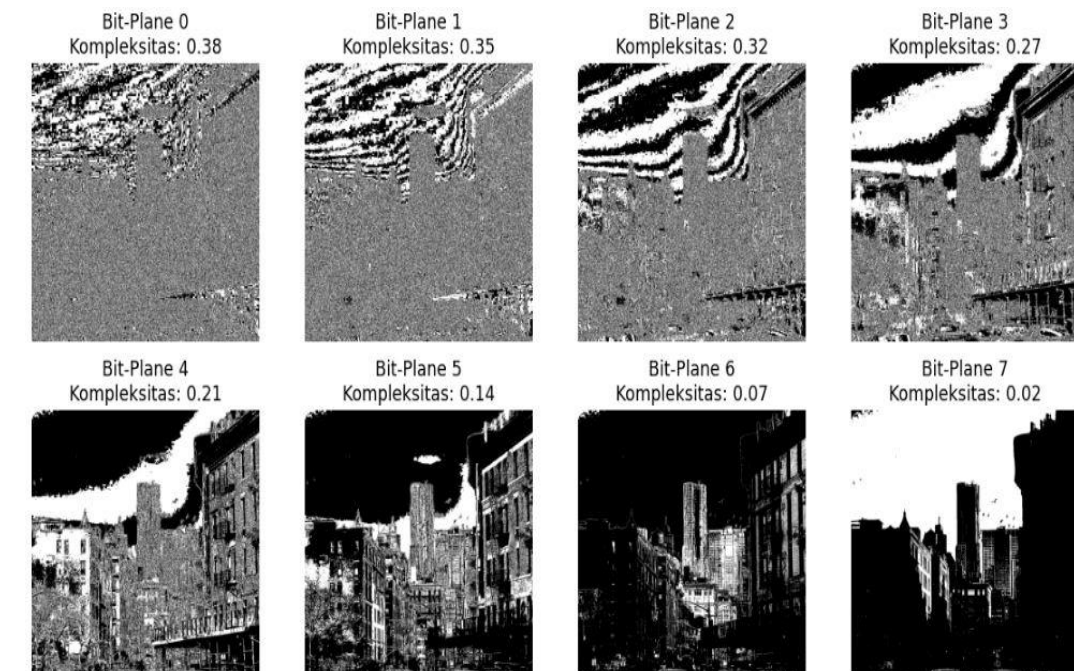 Bit-Plane 0
Kompleksitas: 0.38
Bit-Plane 1
Kompleksitas: 0.35
Bit-Plane 2
Kompleksitas: 0.32
Bit-Plane 3
Kompleksitas: 0.27
Bit-Plane 4
Kompleksitas: 0.21
Bit-Plane 5
Kompleksitas: 0.14
Bit-Plane 6
Kompleksitas: 0.07
Bit-Plane 7
Kompleksitas: 0.02